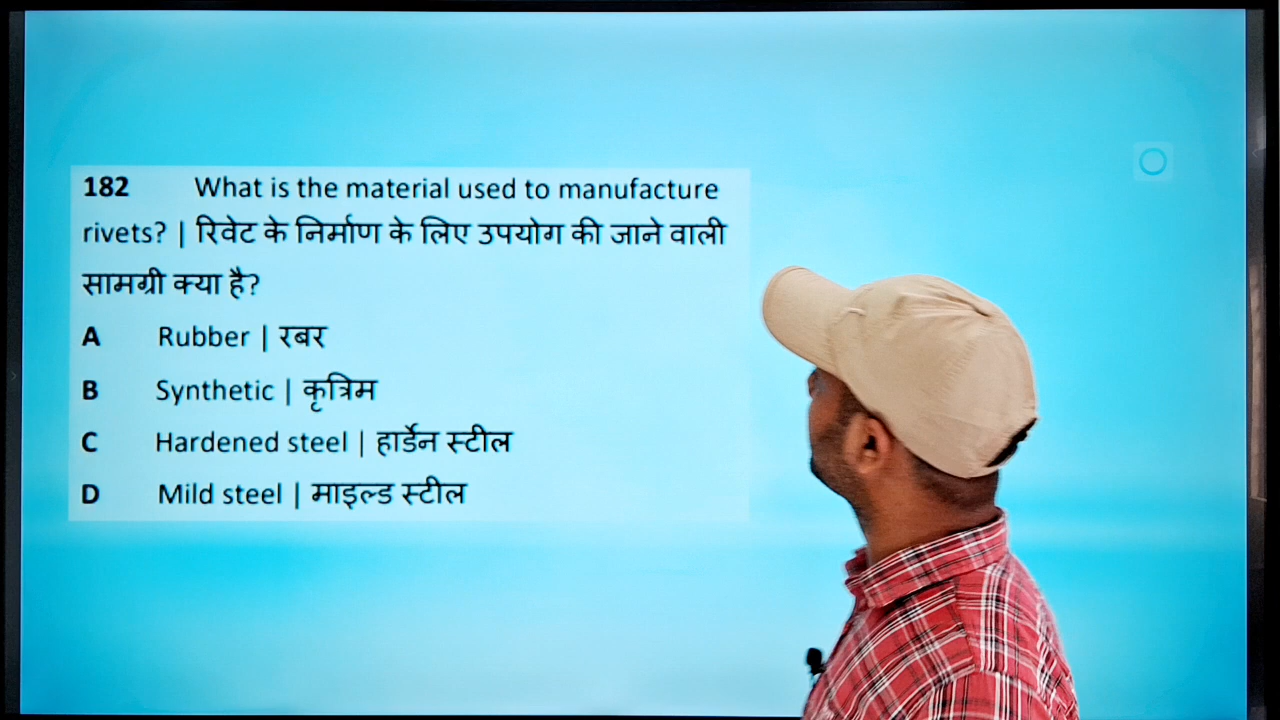 182 What is the material used to manufacture
rivets? | रिवेट के निर्माण के लिए उपयोग की जाने वाली
सामग्री क्या है?
A Rubber | रबर
B Synthetic | कृत्रिम
C Hardened steel | हार्डेन स्टील
D Mild steel | माइल्ड स्टील